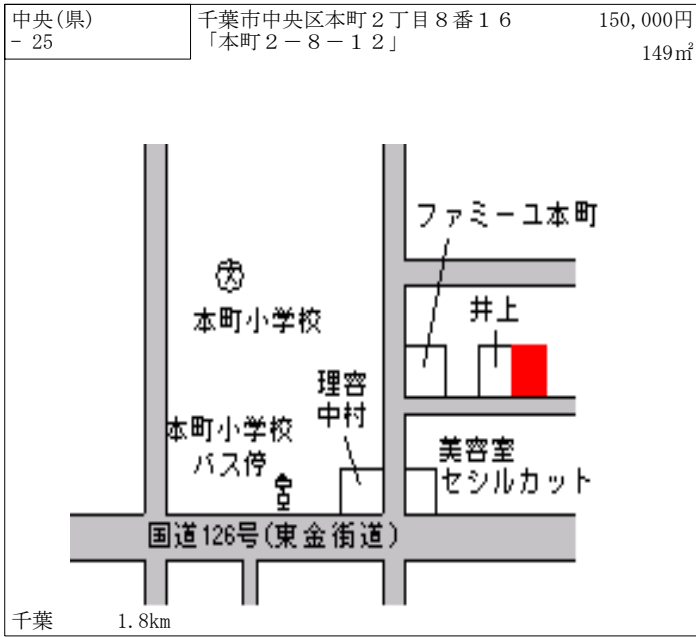 中央(県)
- 25
千葉市中央区本町２丁目８番１６
「本町２－８－１２」
150,000円
149㎡
ファミーユ本町
井上
本町小学校
理容
中村
本町小学校
バス停
美容室
セシルカット
国道126号(東金街道)
千葉 1.8km